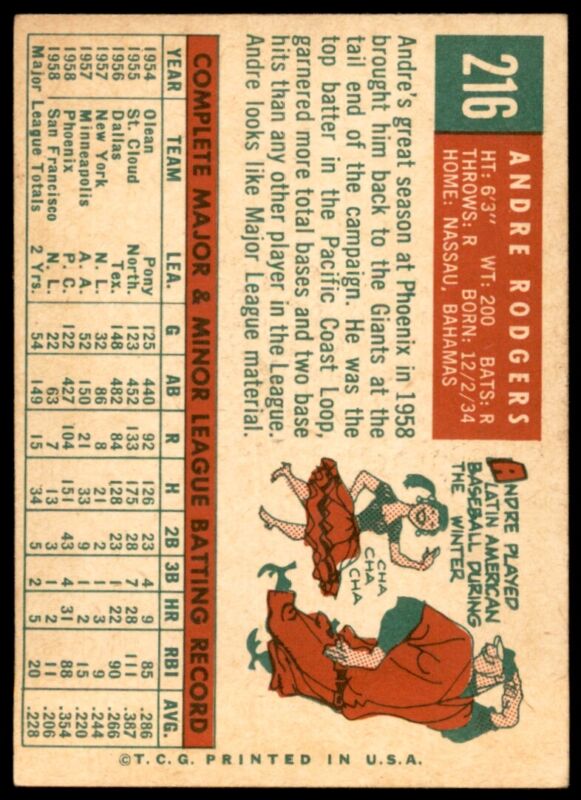 216
ANDRE RODGERS
HT: 6'3" WT: 200 BATS: R
THROWS: R BORN: 12/2/34
HOME: NASSAU, BAHAMAS
Andre's great season at Phoenix in 1958
brought him back to the Giants at the
tail end of the campaign. He was the
top batter in the Pacific Coast Loop,
garnered more total bases and two base
hits than any other player in the League.
Andre looks like Major League material.
ANDRE PLAYED
LATIN AMERICAN
BASEBALL DURING
THE WINTER
CHA
CHA
CHA
COMPLETE MAJOR & MINOR LEAGUE BATTING RECORD
YEAR TEAM LEA. G AB R H 2B 3B HR RBI AVG.
1954 Olean Pony 125 440 92 126 23 4 9 85 .286
1955 St. Cloud North. 123 452 133 175 28 7 28 111 .387
1956 Dallas Tex. 148 482 84 128 25 1 22 90 .266
1957 New York N. L. 32 86 8 21 2 1 3 9 .244
1957 Minneapolis A. A. 52 150 21 33 9 1 2 15 .220
1958 Phoenix P. C. 122 427 104 151 43 4 31 88 .354
1958 San Francisco N. L. 22 63 7 13 3 1 2 11 .206
Major League Totals 2 Yrs. 54 149 15 34 5 2 5 20 .228
©T.C.G. PRINTED IN U.S.A.